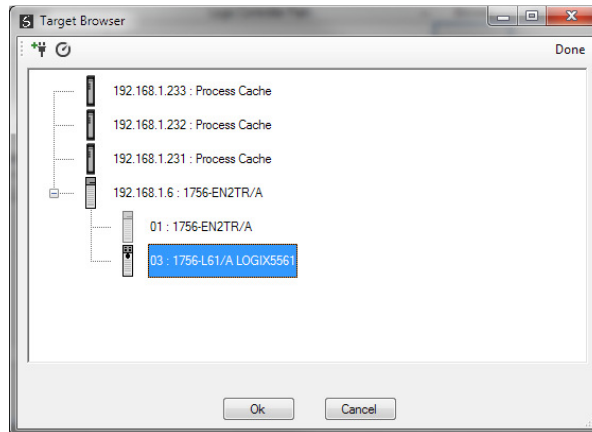 Target Browser
Done
192.168.1.233 : Process Cache
192.168.1.232 : Process Cache
192.168.1.231 : Process Cache
192.168.1.6 : 1756-EN2TR/A
01 : 1756-EN2TR/A
03 : 1756-L61/A LOGIX5561
Ok
Cancel